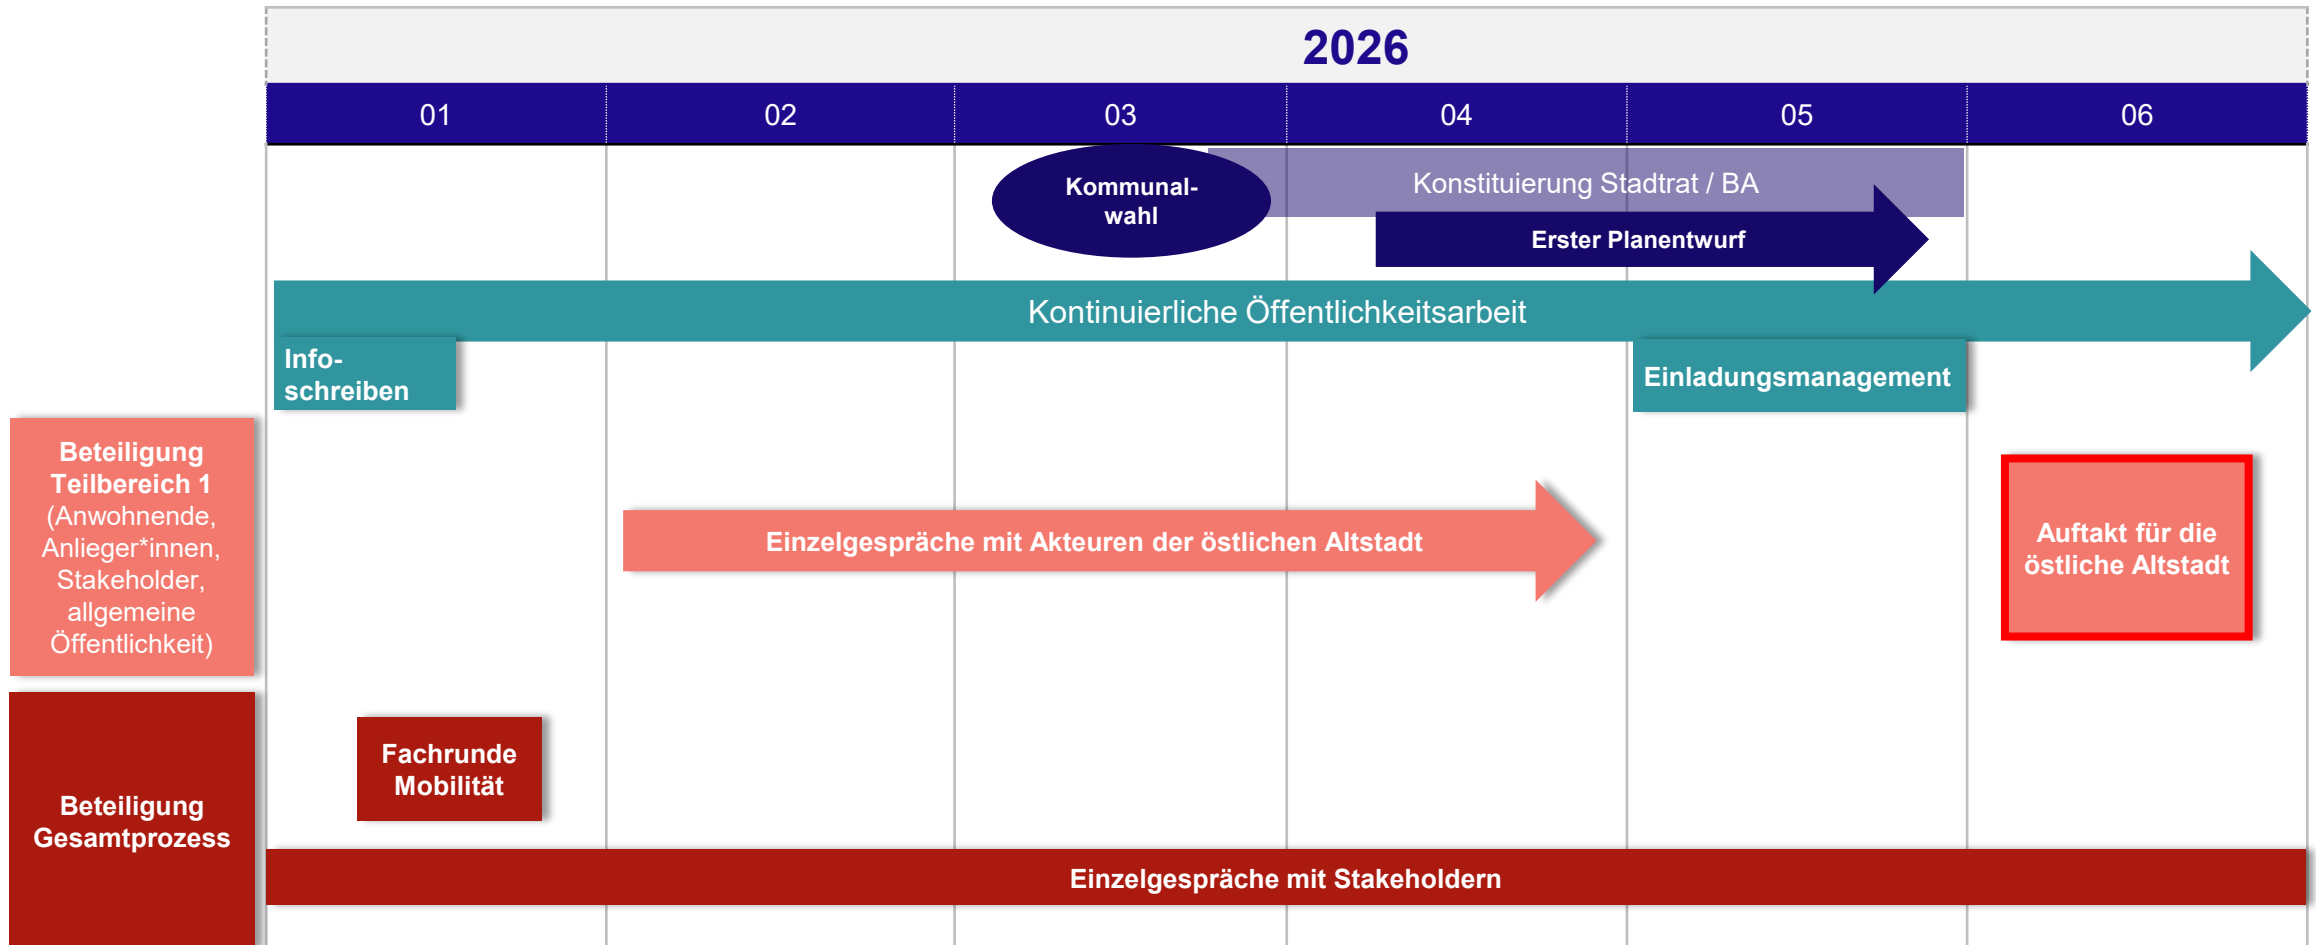 2026
01
02
03
04
05
06
Kommunal-
wahl
Konstituierung Stadtrat / BA
Erster Planentwurf
Kontinuierliche Öffentlichkeitsarbeit
Info-
schreiben
Einladungsmanagement
Beteiligung
Teilbereich 1
(Anwohnende,
Anlieger*innen,
Stakeholder,
allgemeine
Öffentlichkeit)
Einzelgespräche mit Akteuren der östlichen Altstadt
Auftakt für die
östliche Altstadt
Beteiligung
Gesamtprozess
Fachrunde
Mobilität
Einzelgespräche mit Stakeholdern